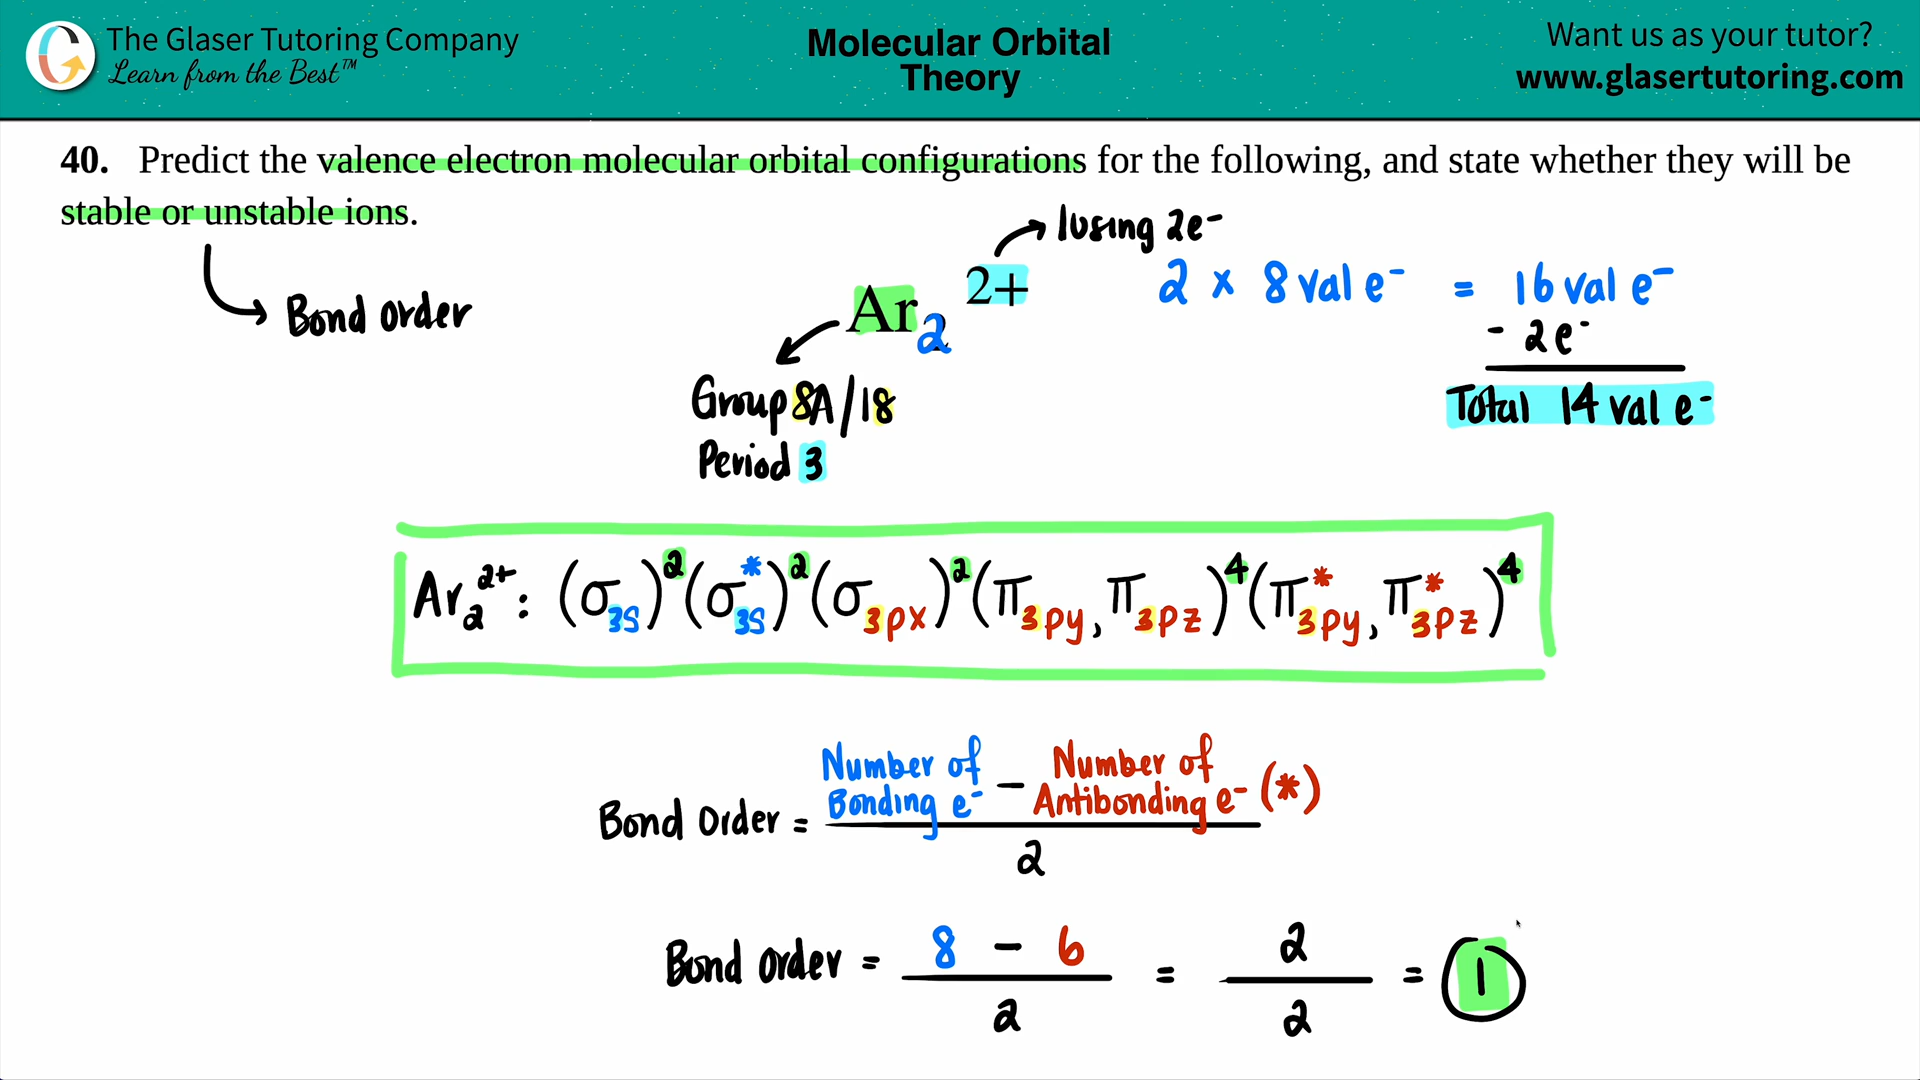 The Glaser Tutoring Company
Learn from the Best™
Molecular Orbital
Theory
Want us as your tutor?
www.glasertutoring.com
40. Predict the valence electron molecular orbital configurations for the following, and state whether they will be
stable or unstable ions.
Bond order
Ar₂ 2+
lusing 2e⁻
2 × 8 val e⁻ = 16 val e⁻
- 2e⁻
Total 14 val e⁻
Group 8A/18
Period 3
Ar₂²⁺: (σ3s)²(σ*3s)²(σ3px)²(π3py, π3pz)⁴(π*3py, π*3pz)⁴
Bond order = Number of Bonding e⁻ − Number of Antibonding e⁻ (*)
2
Bond order = 8 - 6 = 2 = 1
2 2